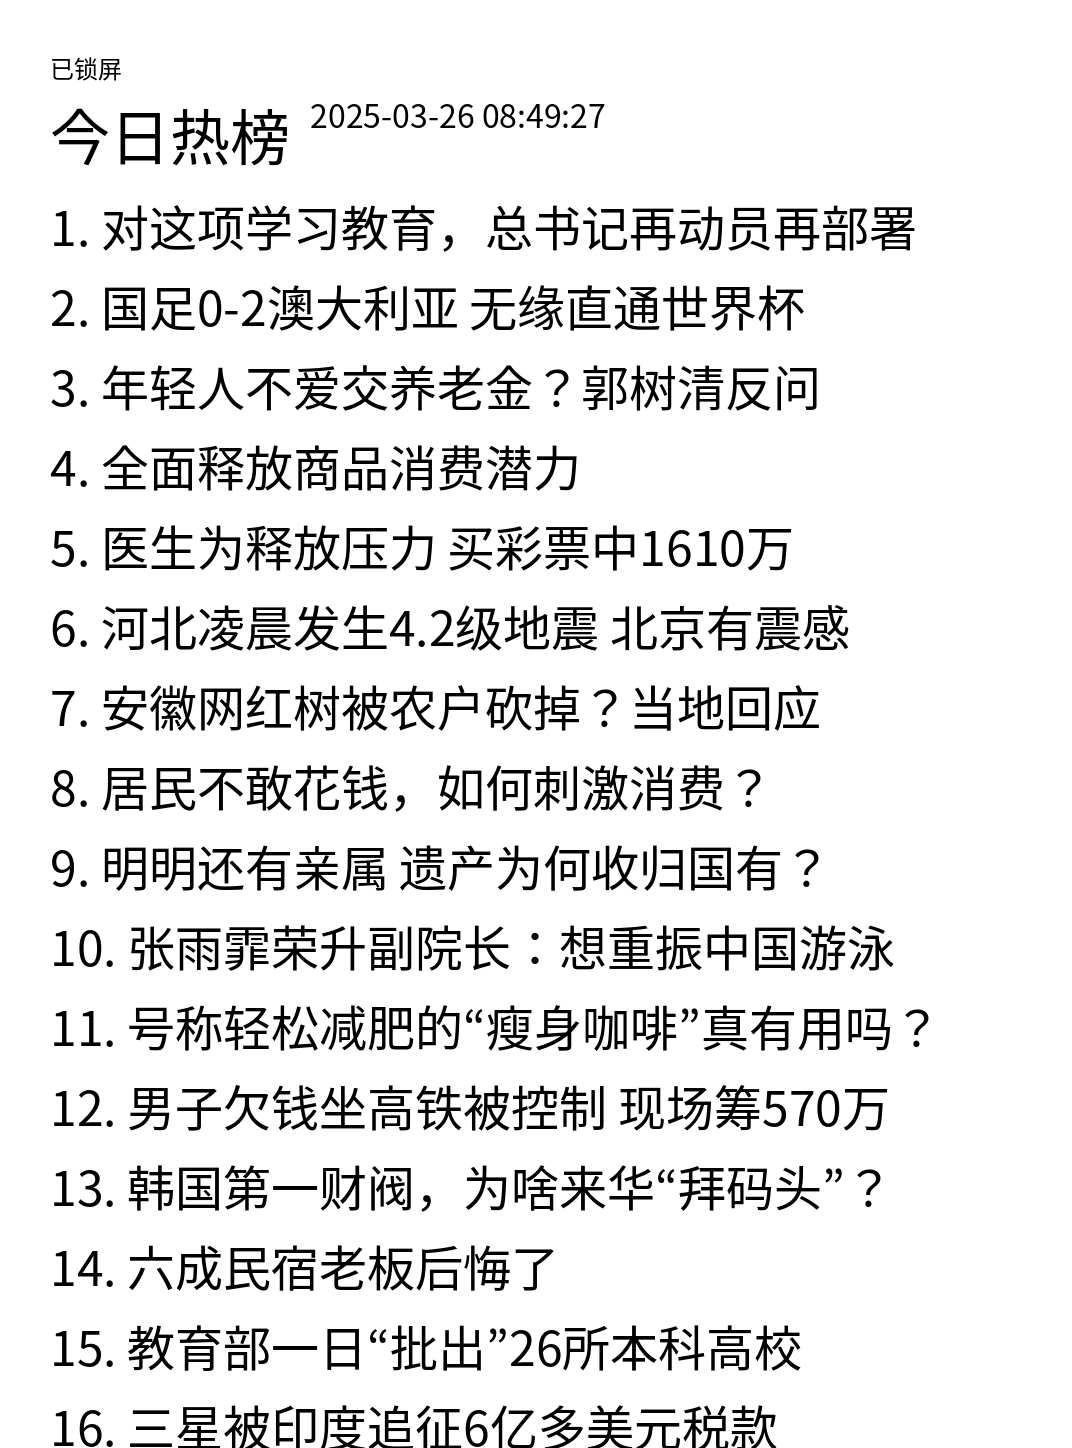 已锁屏
今日热榜 2025-03-26 08:49:27
1. 对这项学习教育，总书记再动员再部署
2. 国足0-2澳大利亚 无缘直通世界杯
3. 年轻人不爱交养老金？郭树清反问
4. 全面释放商品消费潜力
5. 医生为释放压力 买彩票中1610万
6. 河北凌晨发生4.2级地震 北京有震感
7. 安徽网红树被农户砍掉？当地回应
8. 居民不敢花钱，如何刺激消费？
9. 明明还有亲属 遗产为何收归国有？
10. 张雨霏荣升副院长：想重振中国游泳
11. 号称轻松减肥的“瘦身咖啡”真有用吗？
12. 男子欠钱坐高铁被控制 现场筹570万
13. 韩国第一财阀，为啥来华“拜码头”？
14. 六成民宿老板后悔了
15. 教育部一日“批出”26所本科高校
16. 三星被印度追征6亿多美元税款